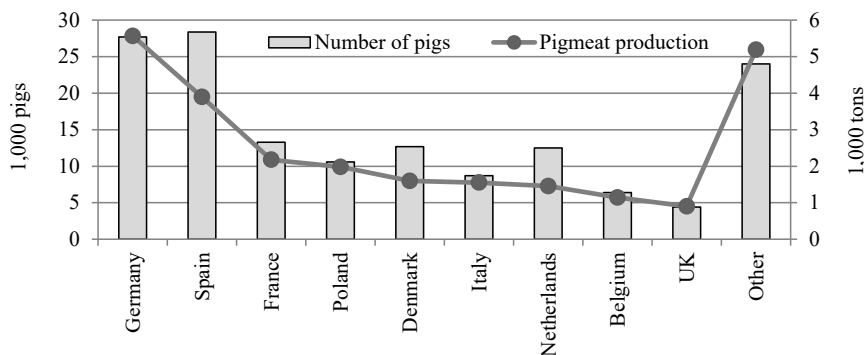 30
25
20
15
10
5
0
1,000 pigs
Number of pigs
Pigmeat production
6
5
4
3
2
1
0
1,000 tons
Germany
Spain
France
Poland
Denmark
Italy
Netherlands
Belgium
UK
Other